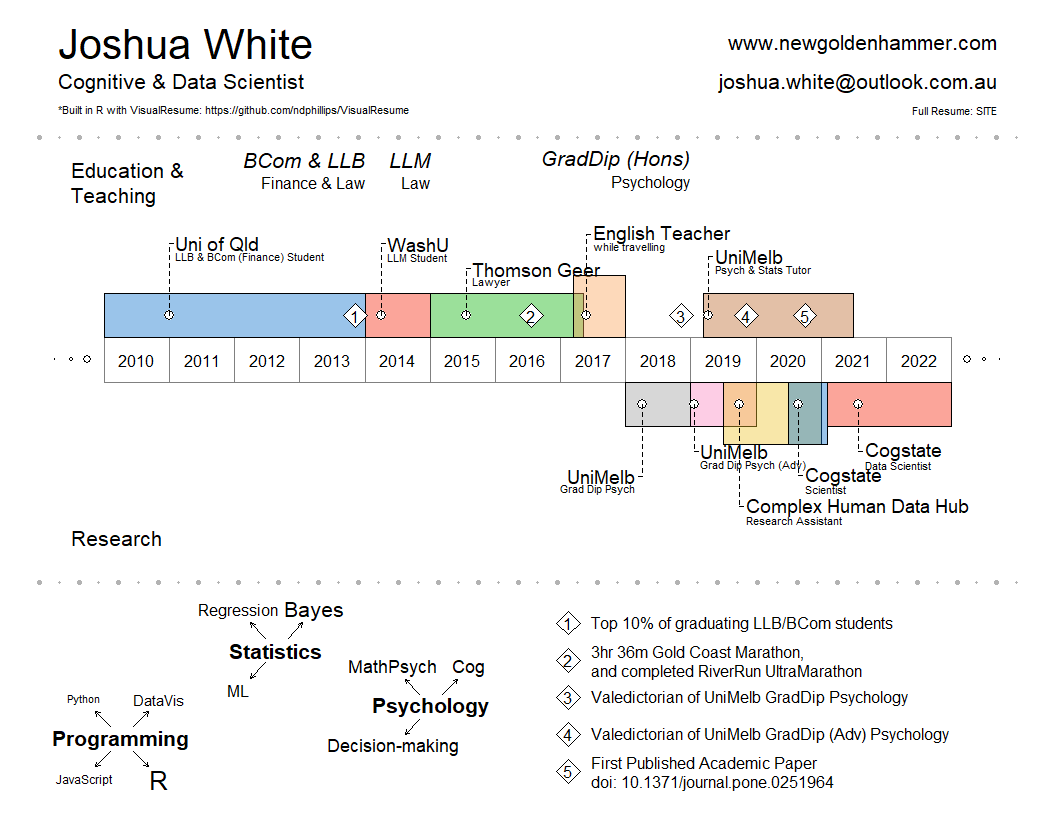 Joshua White
www.newgoldenhammer.com
Cognitive & Data Scientist
joshua.white@outlook.com.au
*Built in R with VisualResume: https://github.com/ndphillips/VisualResume
Full Resume: SITE
Education &
Teaching
BCom & LLB
Finance & Law
LLM
Law
GradDip (Hons)
Psychology
Uni of Qld
LLB & BCom (Finance) Student
WashU
LLM Student
Thomson Geer
Lawyer
English Teacher
while travelling
UniMelb
Psych & Stats Tutor
1
2
3
4
5
2010 2011 2012 2013 2014 2015 2016 2017 2018 2019 2020 2021 2022
UniMelb
Grad Dip Psych
UniMelb
Grad Dip Psych (Adv)
Complex Human Data Hub
Research Assistant
Cogstate
Scientist
Cogstate
Data Scientist
Research
Regression Bayes
Statistics
ML
MathPsych Cog
Psychology
Decision-making
Python DataVis
Programming
JavaScript R
1 Top 10% of graduating LLB/BCom students
2 3hr 36m Gold Coast Marathon,
and completed RiverRun UltraMarathon
3 Valedictorian of UniMelb GradDip Psychology
4 Valedictorian of UniMelb GradDip (Adv) Psychology
5 First Published Academic Paper
doi: 10.1371/journal.pone.0251964